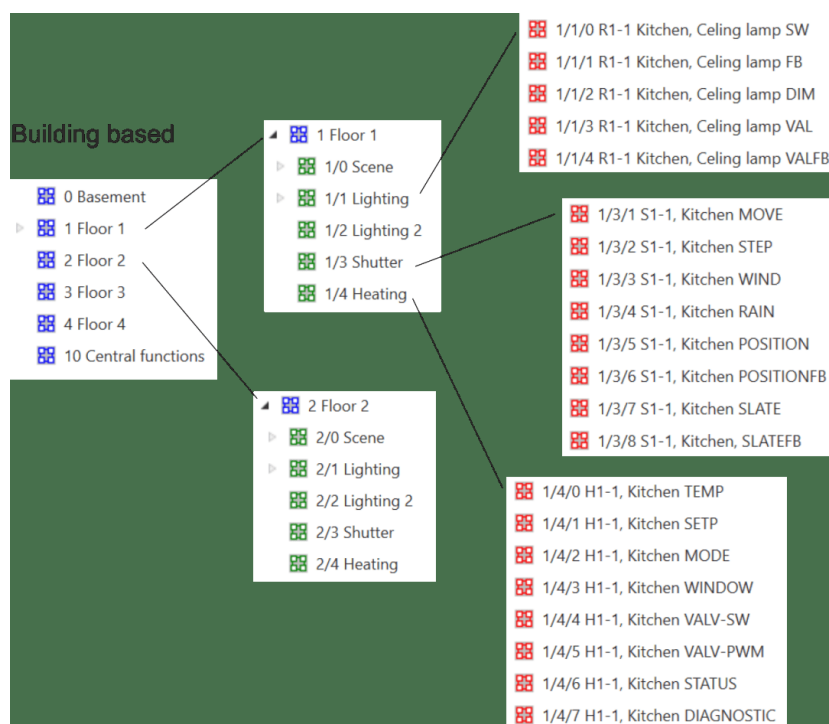 Building based
0 Basement
1 Floor 1
2 Floor 2
3 Floor 3
4 Floor 4
10 Central functions
1 Floor 1
1/0 Scene
1/1 Lighting
1/2 Lighting 2
1/3 Shutter
1/4 Heating
2 Floor 2
2/0 Scene
2/1 Lighting
2/2 Lighting 2
2/3 Shutter
2/4 Heating
1/1/0 R1-1 Kitchen, Celing lamp SW
1/1/1 R1-1 Kitchen, Celing lamp FB
1/1/2 R1-1 Kitchen, Celing lamp DIM
1/1/3 R1-1 Kitchen, Celing lamp VAL
1/1/4 R1-1 Kitchen, Celing lamp VALFB
1/3/1 S1-1, Kitchen MOVE
1/3/2 S1-1, Kitchen STEP
1/3/3 S1-1, Kitchen WIND
1/3/4 S1-1, Kitchen RAIN
1/3/5 S1-1, Kitchen POSITION
1/3/6 S1-1, Kitchen POSITIONFB
1/3/7 S1-1, Kitchen SLATE
1/3/8 S1-1, Kitchen, SLATEFB
1/4/0 H1-1, Kitchen TEMP
1/4/1 H1-1, Kitchen SETP
1/4/2 H1-1, Kitchen MODE
1/4/3 H1-1, Kitchen WINDOW
1/4/4 H1-1, Kitchen VALV-SW
1/4/5 H1-1, Kitchen VALV-PWM
1/4/6 H1-1, Kitchen STATUS
1/4/7 H1-1, Kitchen DIAGNOSTIC